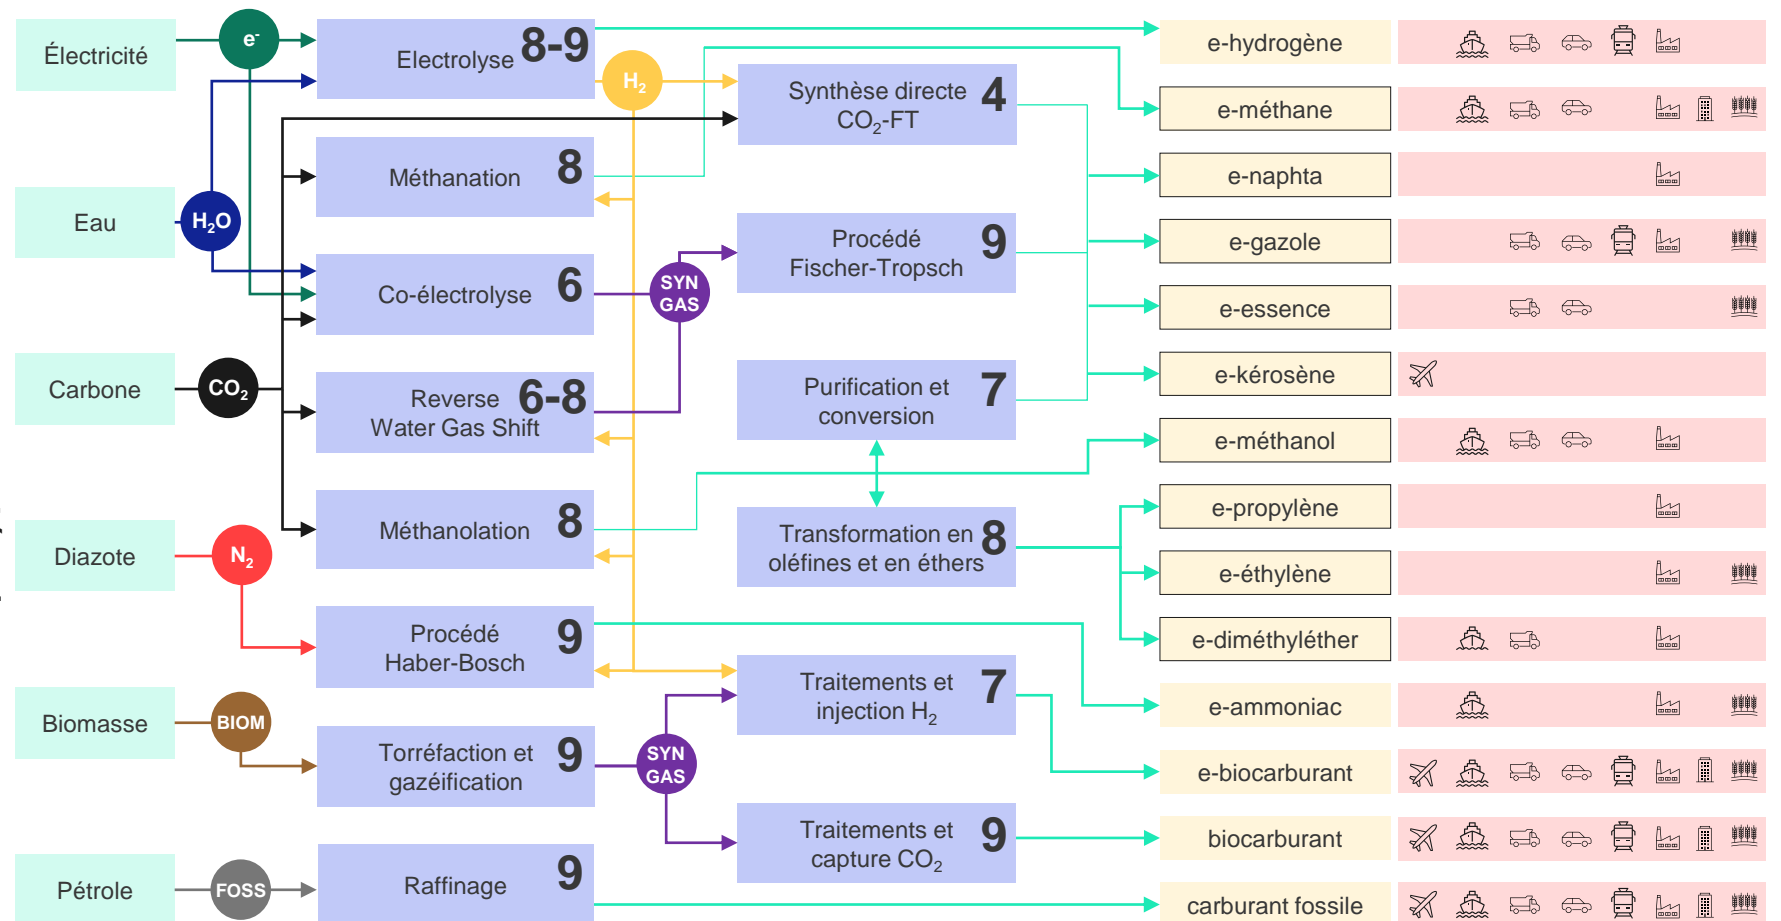 Électricité
Eau
Carbone
Diazote
Biomasse
Pétrole
e-
H2O
CO2
N2
BIOM
FOSS
Electrolyse
8-9
Méthanation
8
Co-électrolyse
6
Reverse
Water Gas Shift
6-8
Méthanolation
8
Procédé
Haber-Bosch
9
Torréfaction et
gazéification
9
Raffinage
9
H2
SYN
GAS
SYN
GAS
Synthèse directe
CO2-FT
4
Procédé
Fischer-Tropsch
9
Purification et
conversion
7
Transformation en
oléfines et en éthers
8
Traitements et
injection H2
7
Traitements et
capture CO2
9
e-hydrogène
e-méthane
e-naphta
e-gazole
e-essence
e-kérosène
e-méthanol
e-propylène
e-éthylène
e-diméthyléther
e-ammoniac
e-biocarburant
biocarburant
carburant fossile